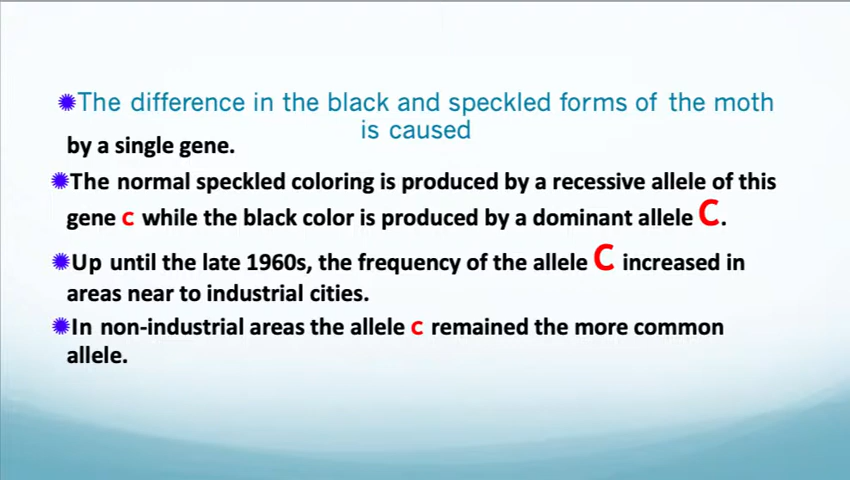 The difference in the black and speckled forms of the moth
is caused
by a single gene.
The normal speckled coloring is produced by a recessive allele of this
gene c while the black color is produced by a dominant allele C.
Up until the late 1960s, the frequency of the allele C increased in
areas near to industrial cities.
In non-industrial areas the allele c remained the more common
allele.